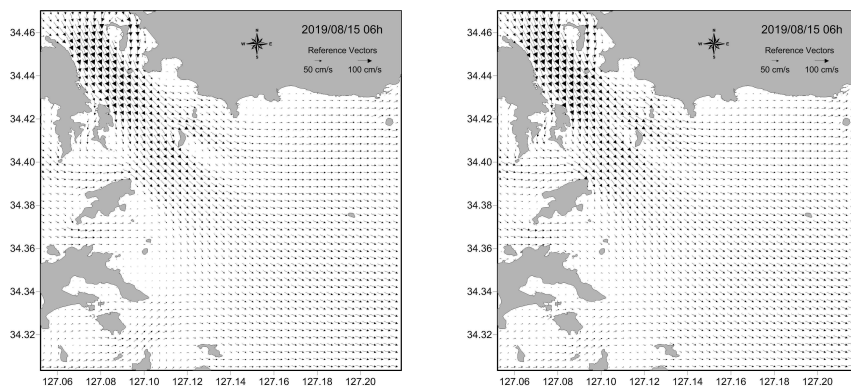 2019/08/15 06h
N
W E
S
Reference Vectors
50 cm/s 100 cm/s
34.46
34.44
34.42
34.40
34.38
34.36
34.34
34.32
127.06 127.08 127.10 127.12 127.14 127.16 127.18 127.20
2019/08/15 06h
N
W E
S
Reference Vectors
50 cm/s 100 cm/s
34.46
34.44
34.42
34.40
34.38
34.36
34.34
34.32
127.06 127.08 127.10 127.12 127.14 127.16 127.18 127.20